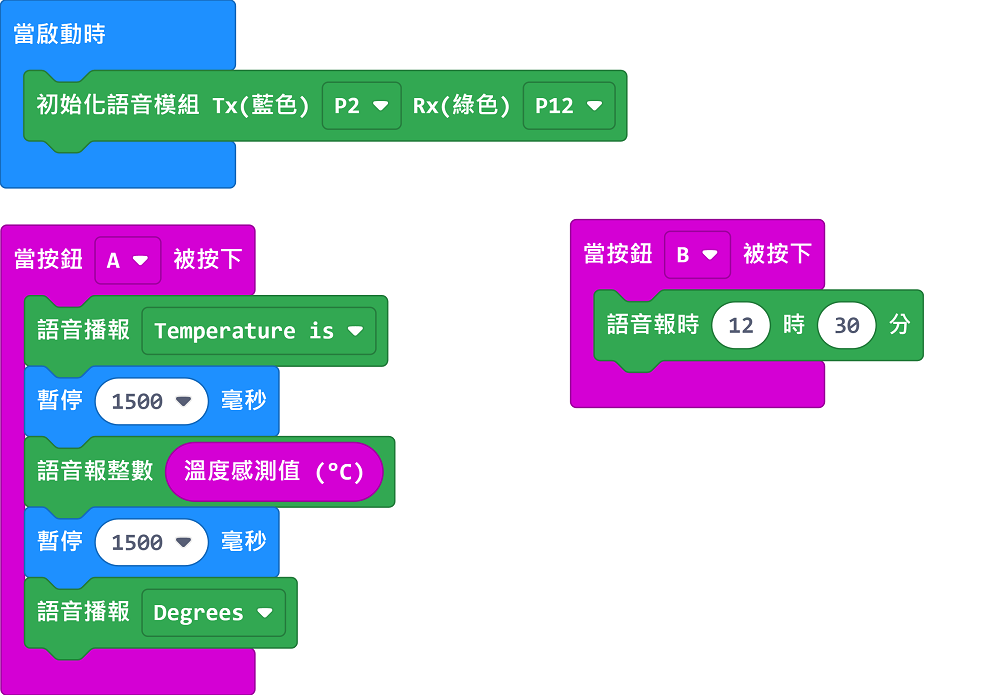 當啟動時
初始化語音模組 Tx(藍色) P2 Rx(綠色) P12
當按鈕 A 被按下
語音播報 Temperature is
暫停 1500 毫秒
語音報整數 溫度感測值 (°C)
暫停 1500 毫秒
語音播報 Degrees
當按鈕 B 被按下
語音報時 12 時 30 分